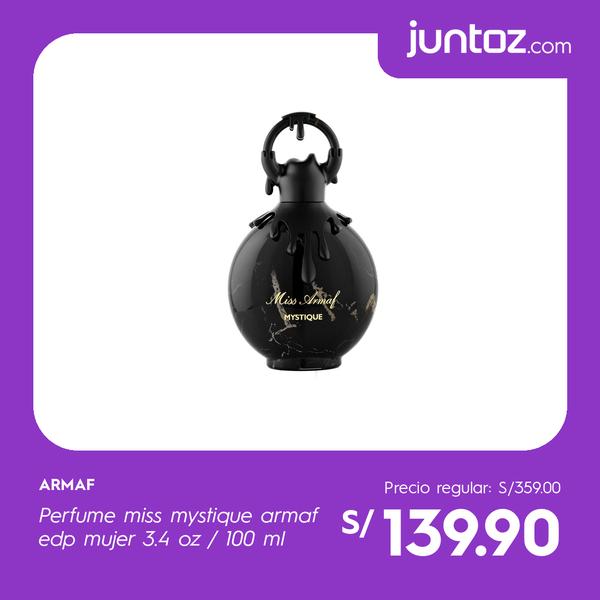 juntoz.com
Miss Armaf
MYSTIQUE
ARMAF
Perfume miss mystique armaf
edp mujer 3.4 oz / 100 ml
Precio regular: S/359.00
S/139.90